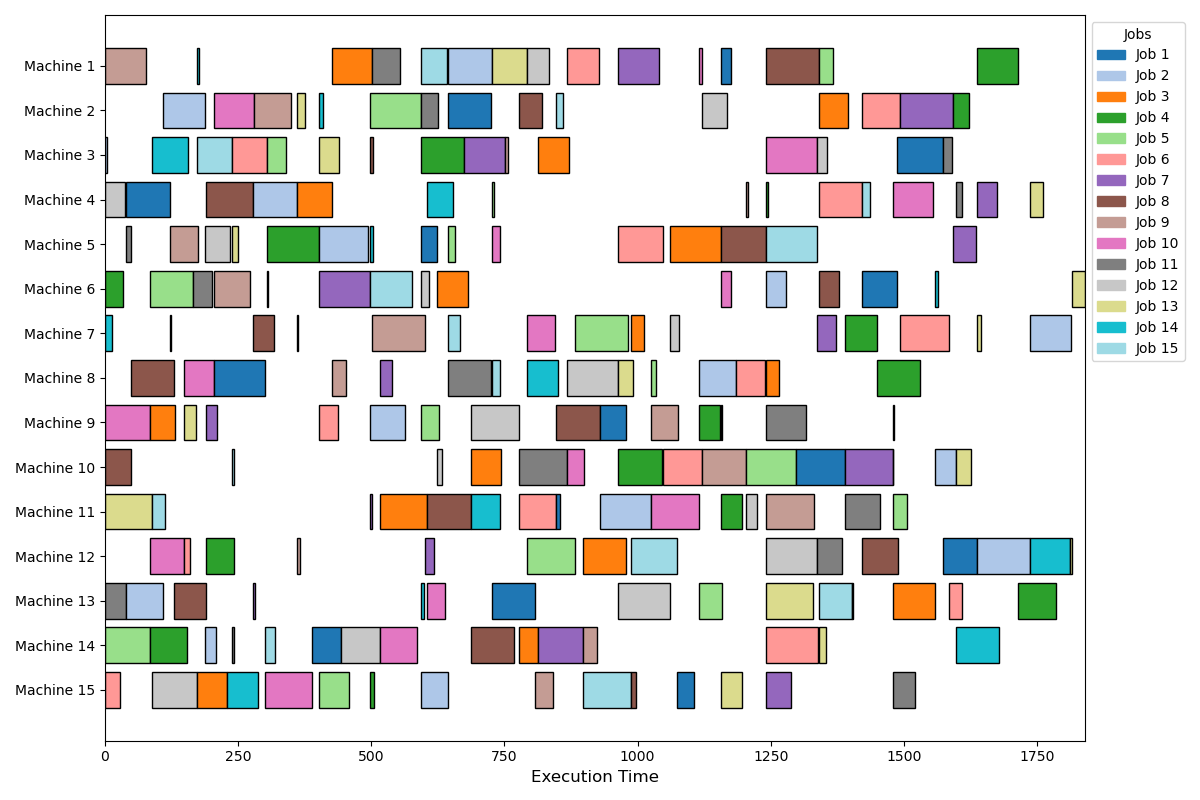 Machine 1
Machine 2
Machine 3
Machine 4
Machine 5
Machine 6
Machine 7
Machine 8
Machine 9
Machine 10
Machine 11
Machine 12
Machine 13
Machine 14
Machine 15
0 250 500 750 1000 1250 1500 1750
Execution Time
Jobs
Job 1
Job 2
Job 3
Job 4
Job 5
Job 6
Job 7
Job 8
Job 9
Job 10
Job 11
Job 12
Job 13
Job 14
Job 15